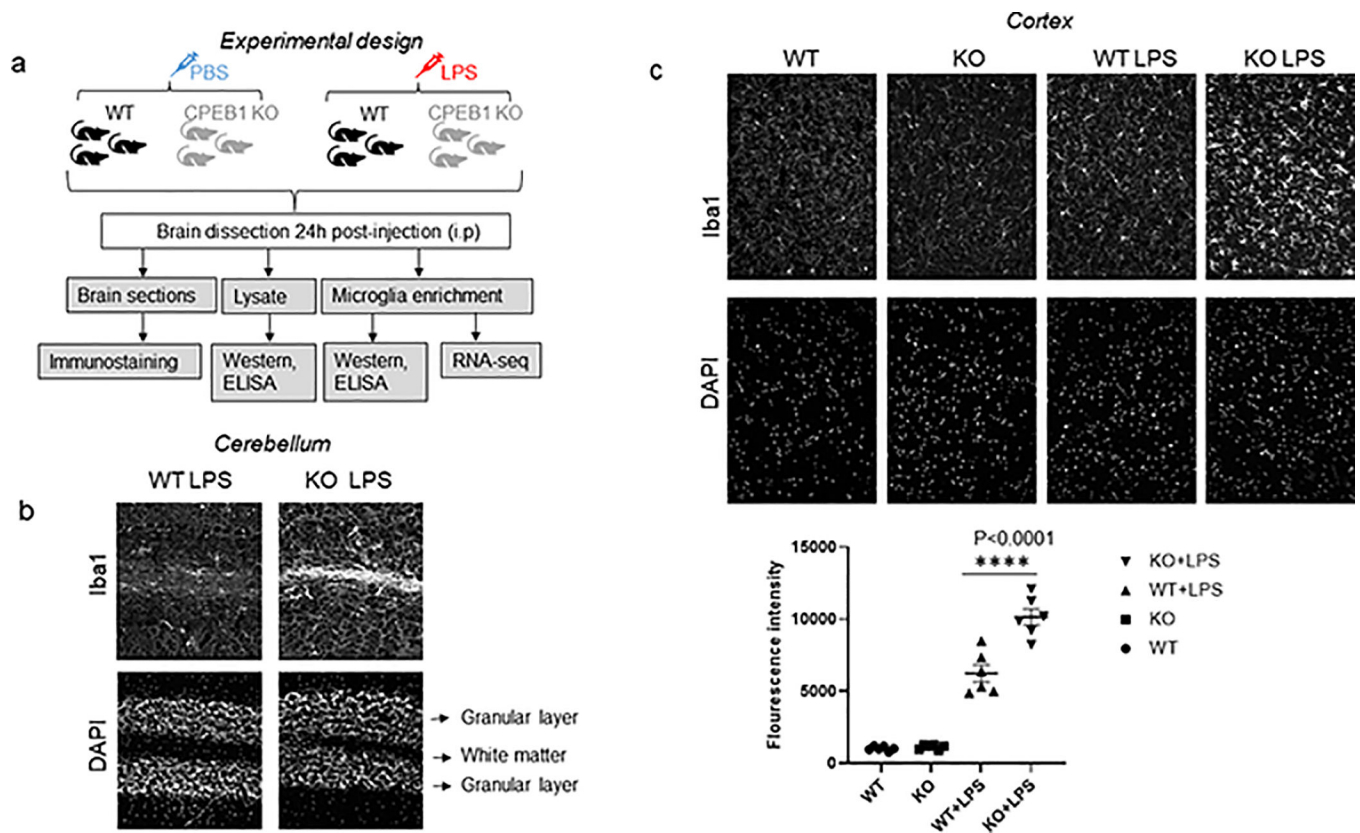 a
Experimental design
PBS
LPS
WT
CPEB1 KO
WT
CPEB1 KO
Brain dissection 24h post-injection (i.p)
Brain sections
Lysate
Microglia enrichment
Immunostaining
Western,
ELISA
Western,
ELISA
RNA-seq
Cerebellum
b
WT LPS
KO LPS
Iba1
DAPI
Granular layer
White matter
Granular layer
c
Cortex
WT
KO
WT LPS
KO LPS
Iba1
DAPI
P<0.0001
****
15000
10000
5000
0
Flourescence intensity
WT
KO
WT+LPS
KO+LPS
KO+LPS
WT+LPS
KO
WT